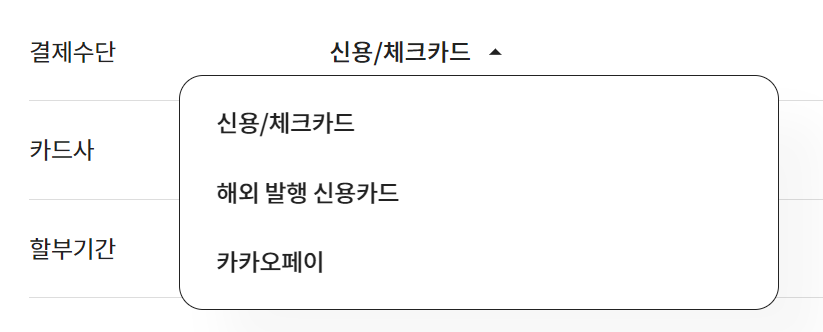 결제수단 신용/체크카드
신용/체크카드
카드사
해외 발행 신용카드
할부기간
카카오페이